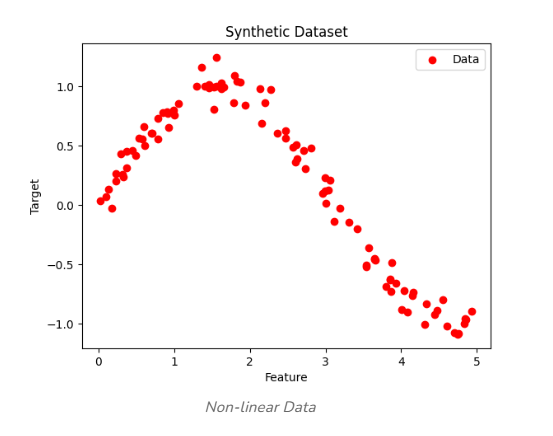 Synthetic Dataset
Data
1.0
0.5
0.0
−0.5
−1.0
Target
0 1 2 3 4 5
Feature
Non-linear Data